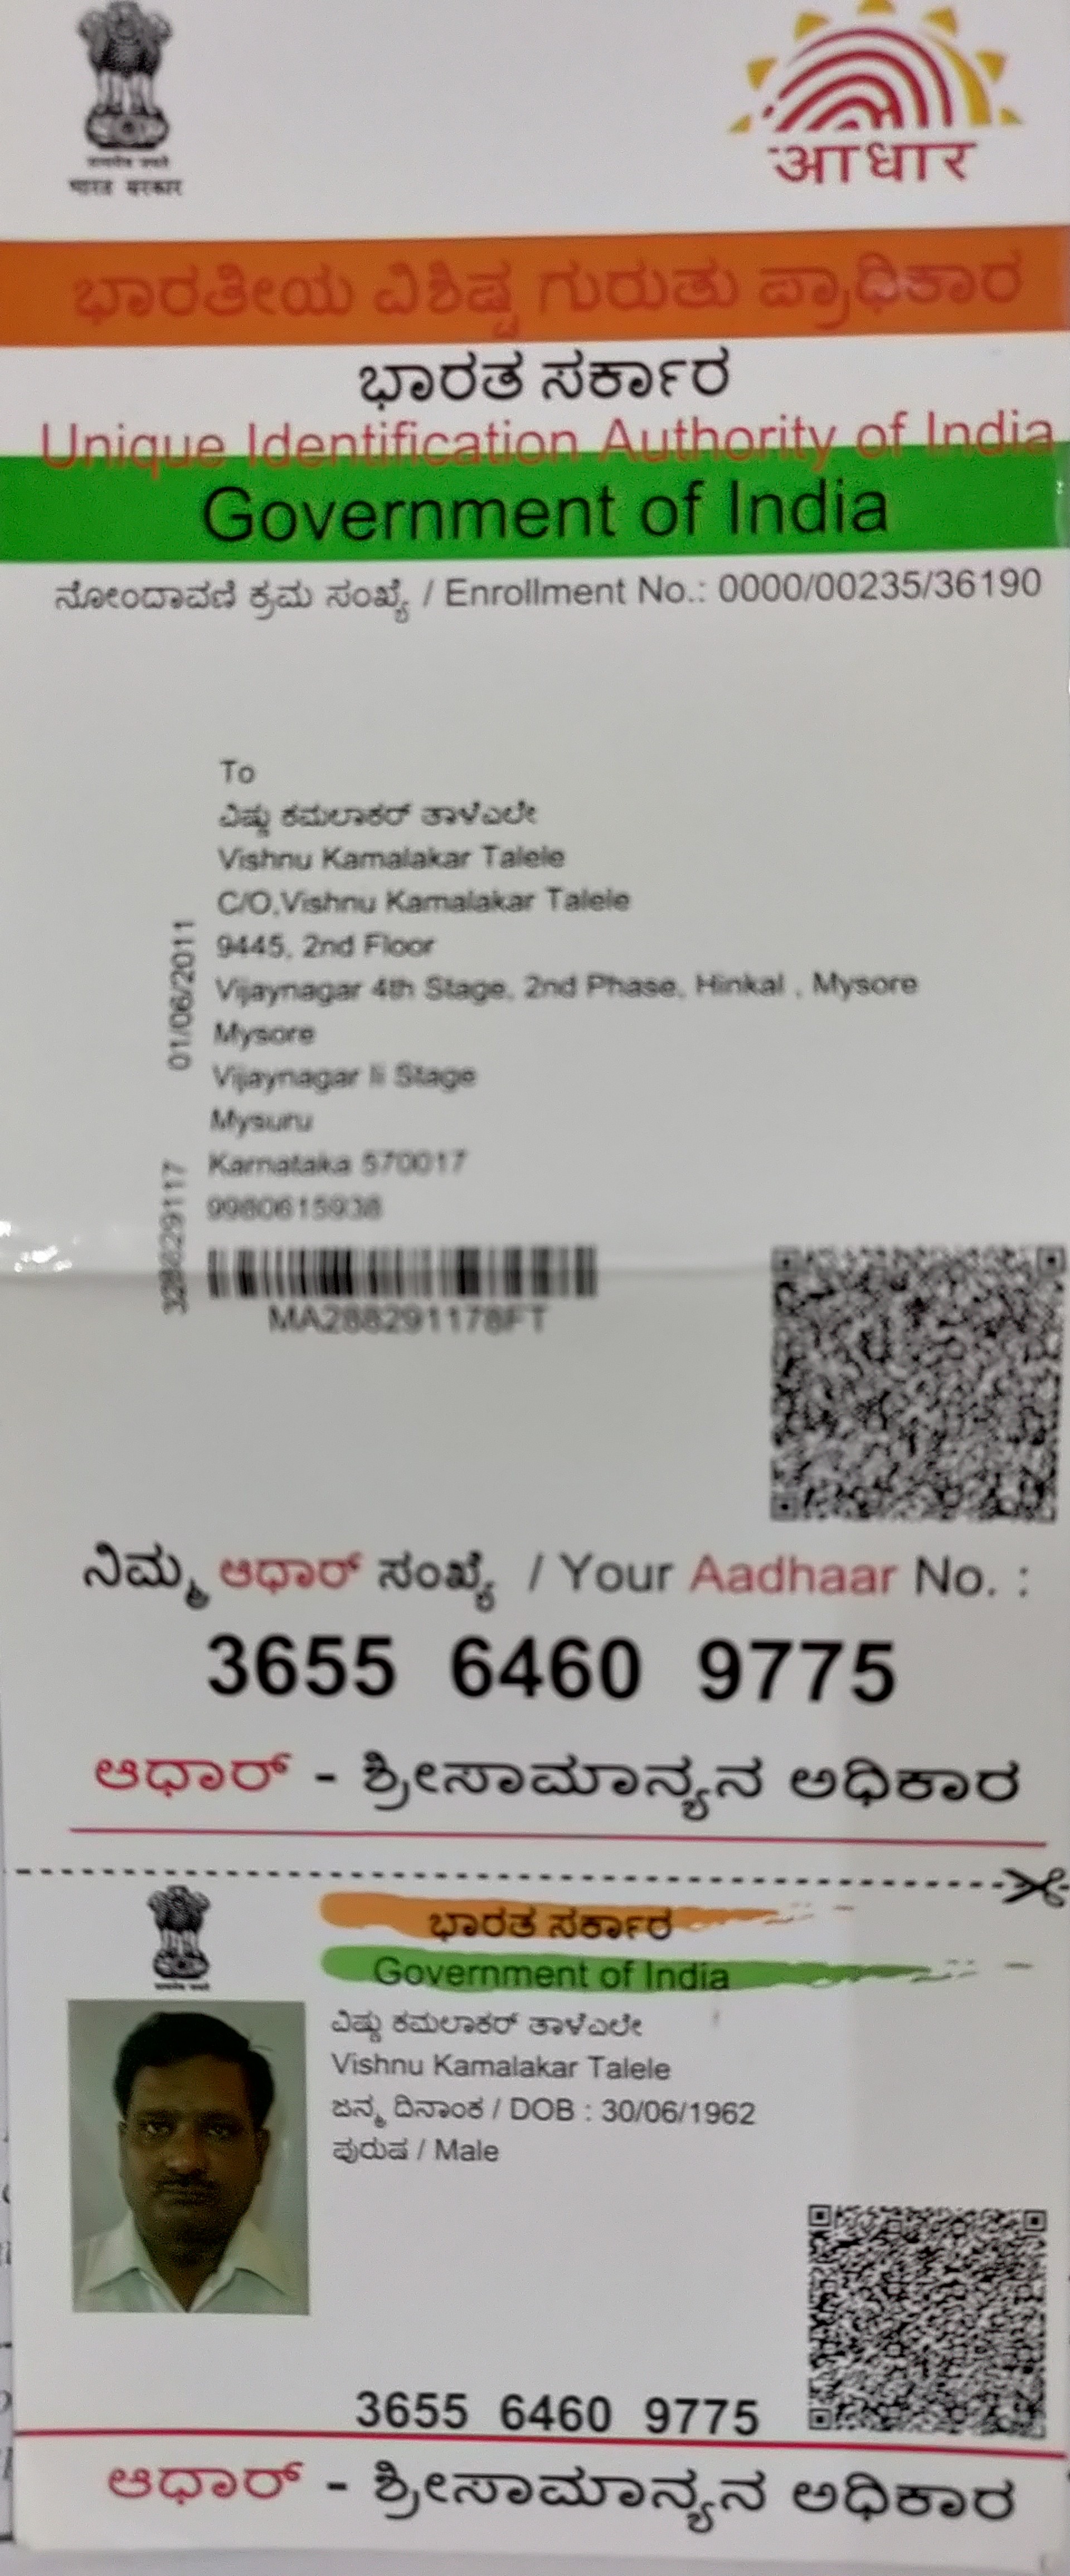 भारत सरकार
आधार
ಭಾರತೀಯ ವಿಶಿಷ್ಟ ಗುರುತು ಪ್ರಾಧಿಕಾರ
ಭಾರತ ಸರ್ಕಾರ
Unique Identification Authority of India
Government of India
ನೋಂದಾವಣಿ ಕ್ರಮ ಸಂಖ್ಯೆ / Enrollment No.: 0000/00235/36190
To
ವಿಷ್ಣು ಕಮಲಾಕರ್ ತಾಳೆಲೇ
Vishnu Kamalakar Talele
C/O,Vishnu Kamalakar Talele
9445, 2nd Floor
Vijaynagar 4th Stage, 2nd Phase, Hinkal , Mysore
Mysore
Vijaynagar Ii Stage
Mysuru
Karnataka 570017
9980615938
01/06/2011
MA288291178FT
ನಿಮ್ಮ ಆಧಾರ್ ಸಂಖ್ಯೆ / Your Aadhaar No. :
3655 6460 9775
ಆಧಾರ್ - ಶ್ರೀಸಾಮಾನ್ಯನ ಅಧಿಕಾರ
ಭಾರತ ಸರ್ಕಾರ
Government of India
ವಿಷ್ಣು ಕಮಲಾಕರ್ ತಾಳೆಲೇ
Vishnu Kamalakar Talele
ಜನ್ಮ ದಿನಾಂಕ / DOB : 30/06/1962
ಪುರುಷ / Male
3655 6460 9775
ಆಧಾರ್ - ಶ್ರೀಸಾಮಾನ್ಯನ ಅಧಿಕಾರ